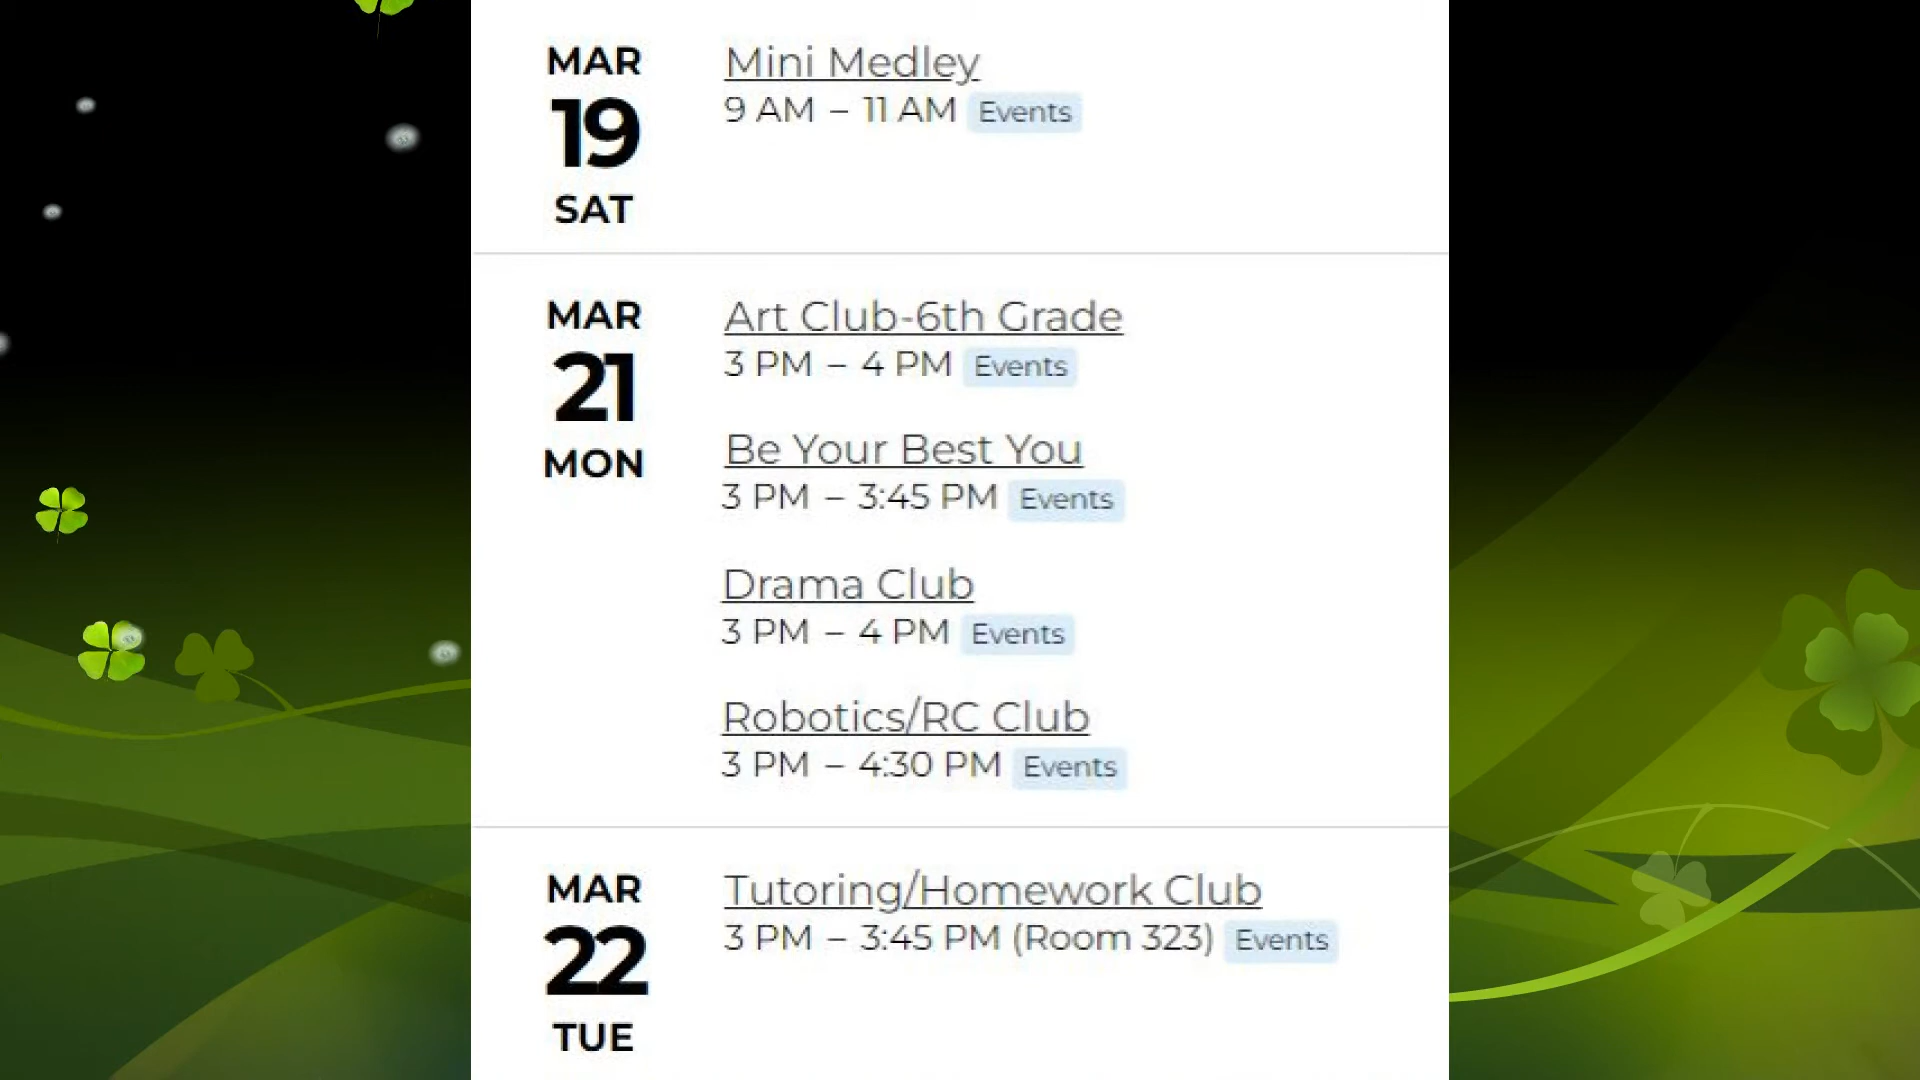 MAR
19
SAT
Mini Medley
9 AM – 11 AM Events
MAR
21
MON
Art Club-6th Grade
3 PM – 4 PM Events
Be Your Best You
3 PM – 3:45 PM Events
Drama Club
3 PM – 4 PM Events
Robotics/RC Club
3 PM – 4:30 PM Events
MAR
22
TUE
Tutoring/Homework Club
3 PM – 3:45 PM (Room 323) Events